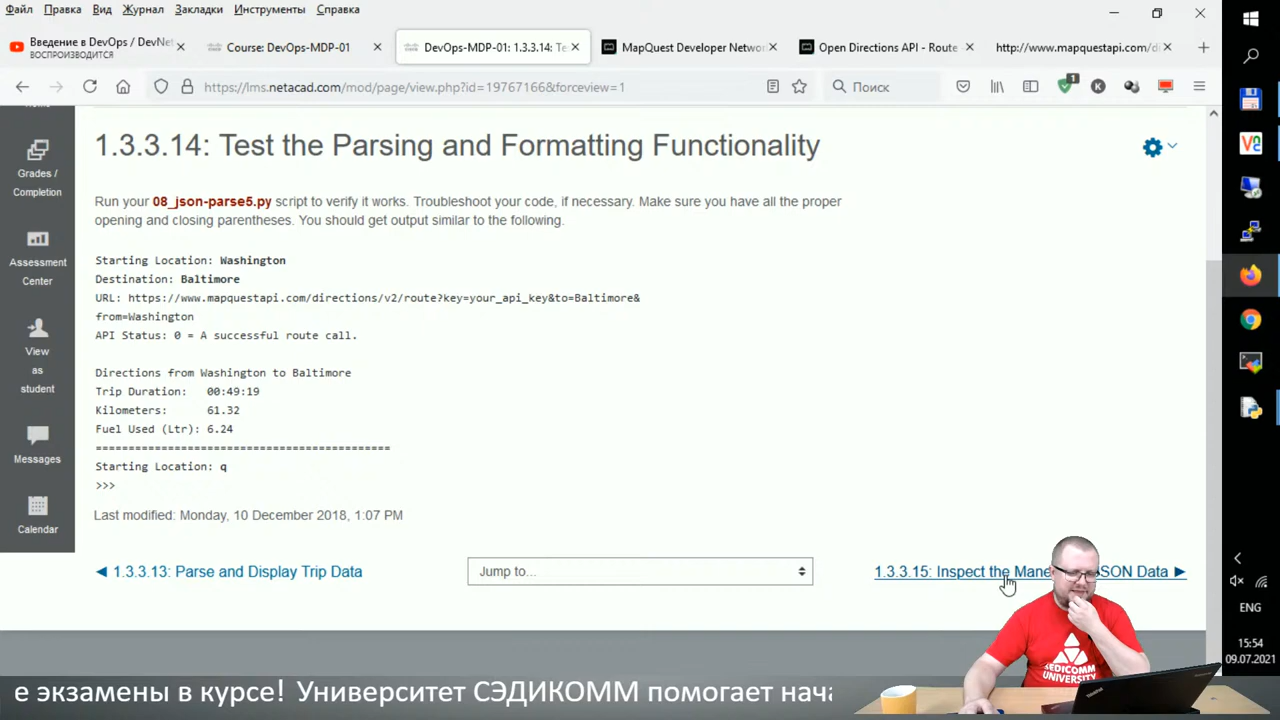 Файл Правка Вид Журнал Закладки Инструменты Справка
Введение в DevOps / DevNet
ВОСПРОИЗВОДИТСЯ
Course: DevOps-MDP-01
DevOps-MDP-01: 1.3.3.14: Te
MapQuest Developer Network
Open Directions API - Route
http://www.mapquestapi.com/di
https://lms.netacad.com/mod/page/view.php?id=19767166&forceview=1
Поиск
1
Grades /
Completion
Assessment
Center
View
as
student
Messages
Calendar
1.3.3.14: Test the Parsing and Formatting Functionality
Run your 08_json-parse5.py script to verify it works. Troubleshoot your code, if necessary. Make sure you have all the proper
opening and closing parentheses. You should get output similar to the following.
Starting Location: Washington
Destination: Baltimore
URL: https://www.mapquestapi.com/directions/v2/route?key=your_api_key&to=Baltimore&
from=Washington
API Status: 0 = A successful route call.
Directions from Washington to Baltimore
Trip Duration: 00:49:19
Kilometers: 61.32
Fuel Used (Ltr): 6.24
=============================================
Starting Location: q
>>>
Last modified: Monday, 10 December 2018, 1:07 PM
◄ 1.3.3.13: Parse and Display Trip Data
Jump to...
1.3.3.15: Inspect the Mane SON Data ►
ENG
15:54
09.07.2021
SEDICOMM
UNIVERSITY
е экзамены в курсе! Университет СЭДИКОММ помогает нача